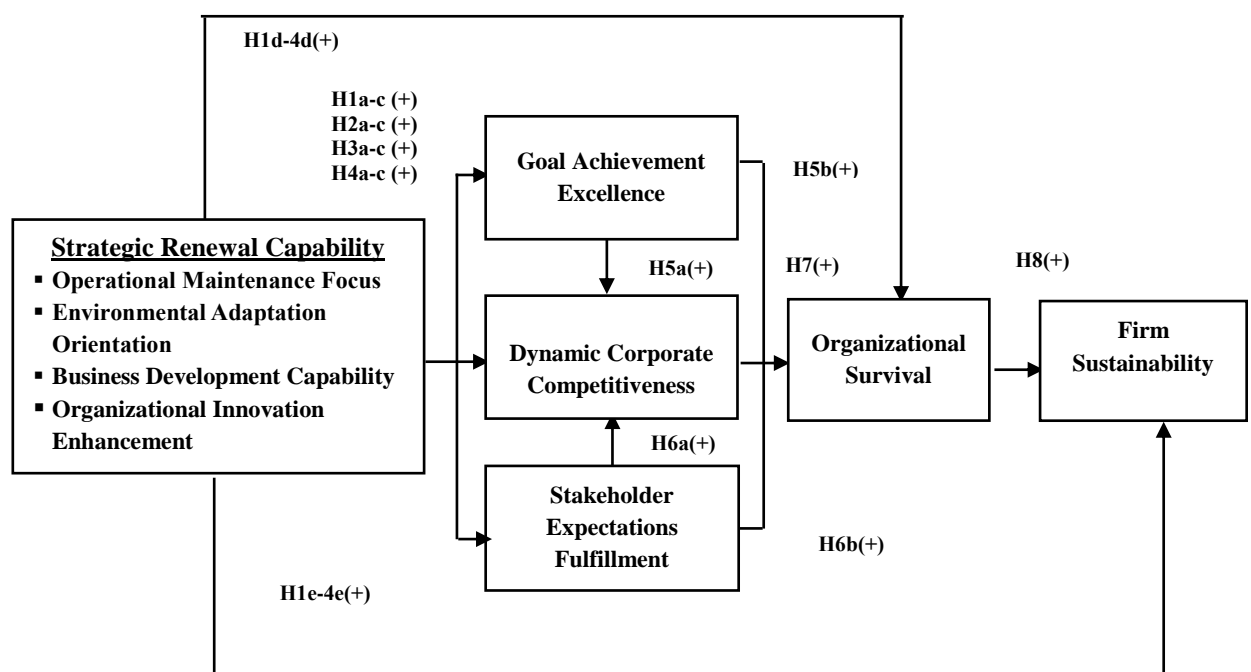 H1d-4d(+)
H1a-c (+)
H2a-c (+)
H3a-c (+)
H4a-c (+)
Goal Achievement
Excellence
H5b(+)
Strategic Renewal Capability
▪ Operational Maintenance Focus
▪ Environmental Adaptation
Orientation
▪ Business Development Capability
▪ Organizational Innovation
Enhancement
H5a(+)
H7(+)
H8(+)
Dynamic Corporate
Competitiveness
Organizational
Survival
Firm
Sustainability
H6a(+)
Stakeholder
Expectations
Fulfillment
H6b(+)
H1e-4e(+)